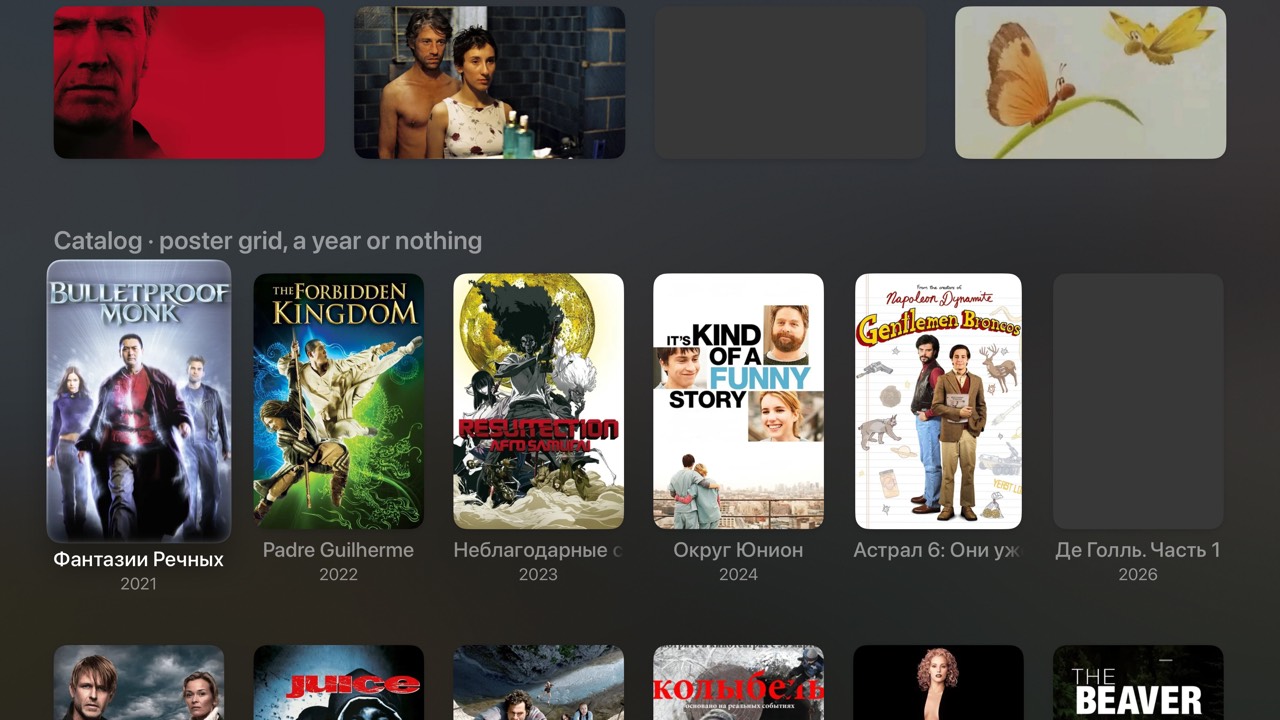 Catalog · poster grid, a year or nothing
BULLETPROOF
MONK
THE FORBIDDEN
KINGDOM
RESURRECTION
AFRO SAMURAI
IT'S KIND
OF A
FUNNY
STORY
From the creators of
Napoleon Dynamite
Gentlemen Broncos
Фантазии Речных
2021
Padre Guilherme
2022
Неблагодарные
2023
Округ Юнион
2024
Астрал 6: Они уж
Де Голль. Часть 1
2026
juice
колыбель
основано на реальных событиях
THE
BEAVER